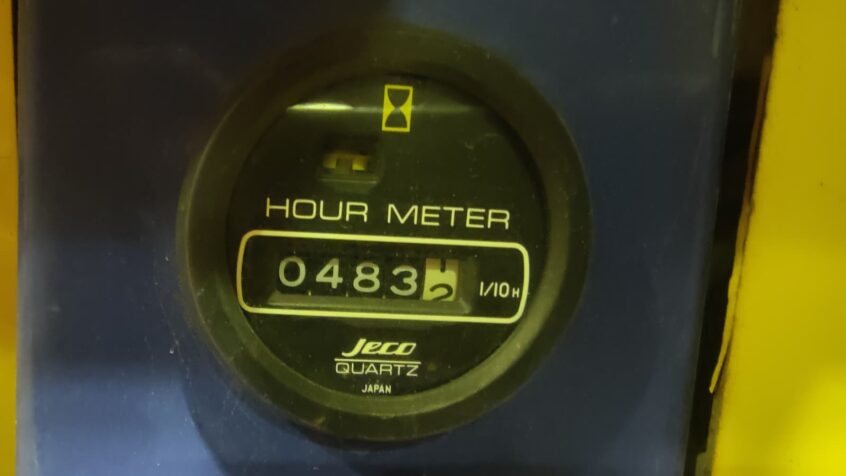 HOUR METER
04832 1/10H
Jeco
QUARTZ
JAPAN